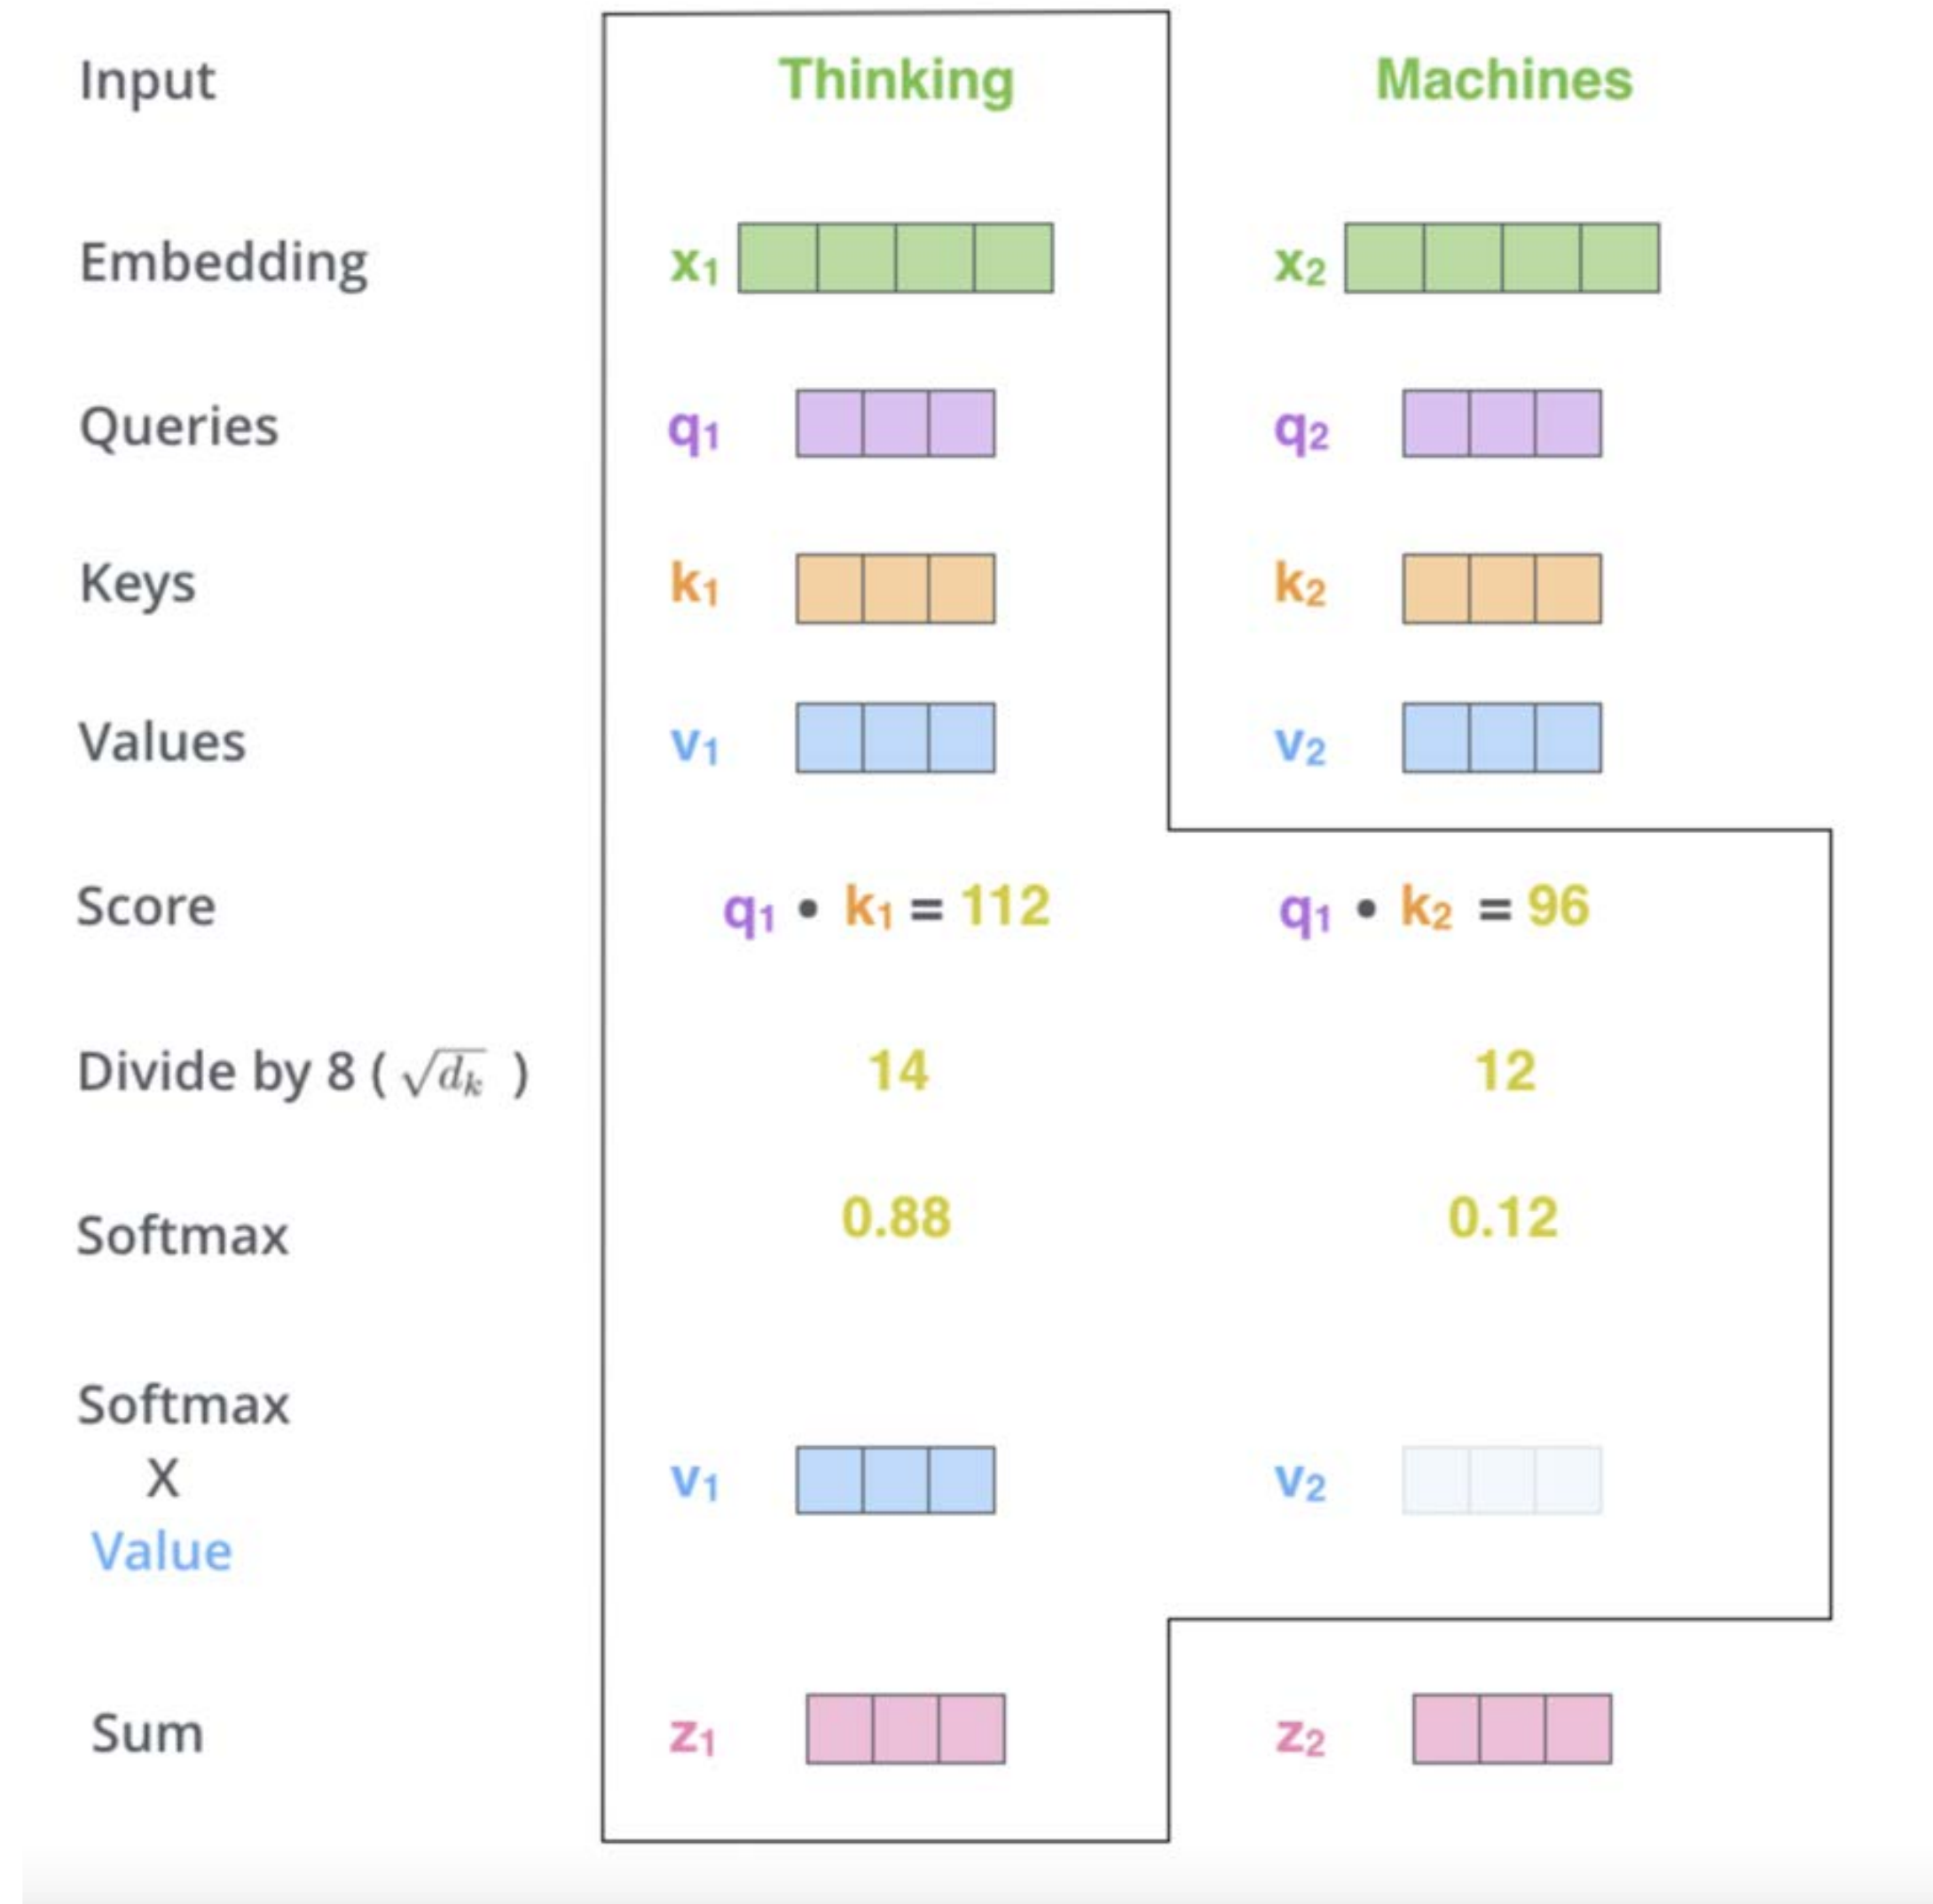 Input Thinking Machines
Embedding x1 x2
Queries q1 q2
Keys k1 k2
Values v1 v2
Score q1 • k1 = 112 q1 • k2 = 96
Divide by 8 ( √dk ) 14 12
Softmax 0.88 0.12
Softmax
X
Value
v1 v2
Sum z1 z2